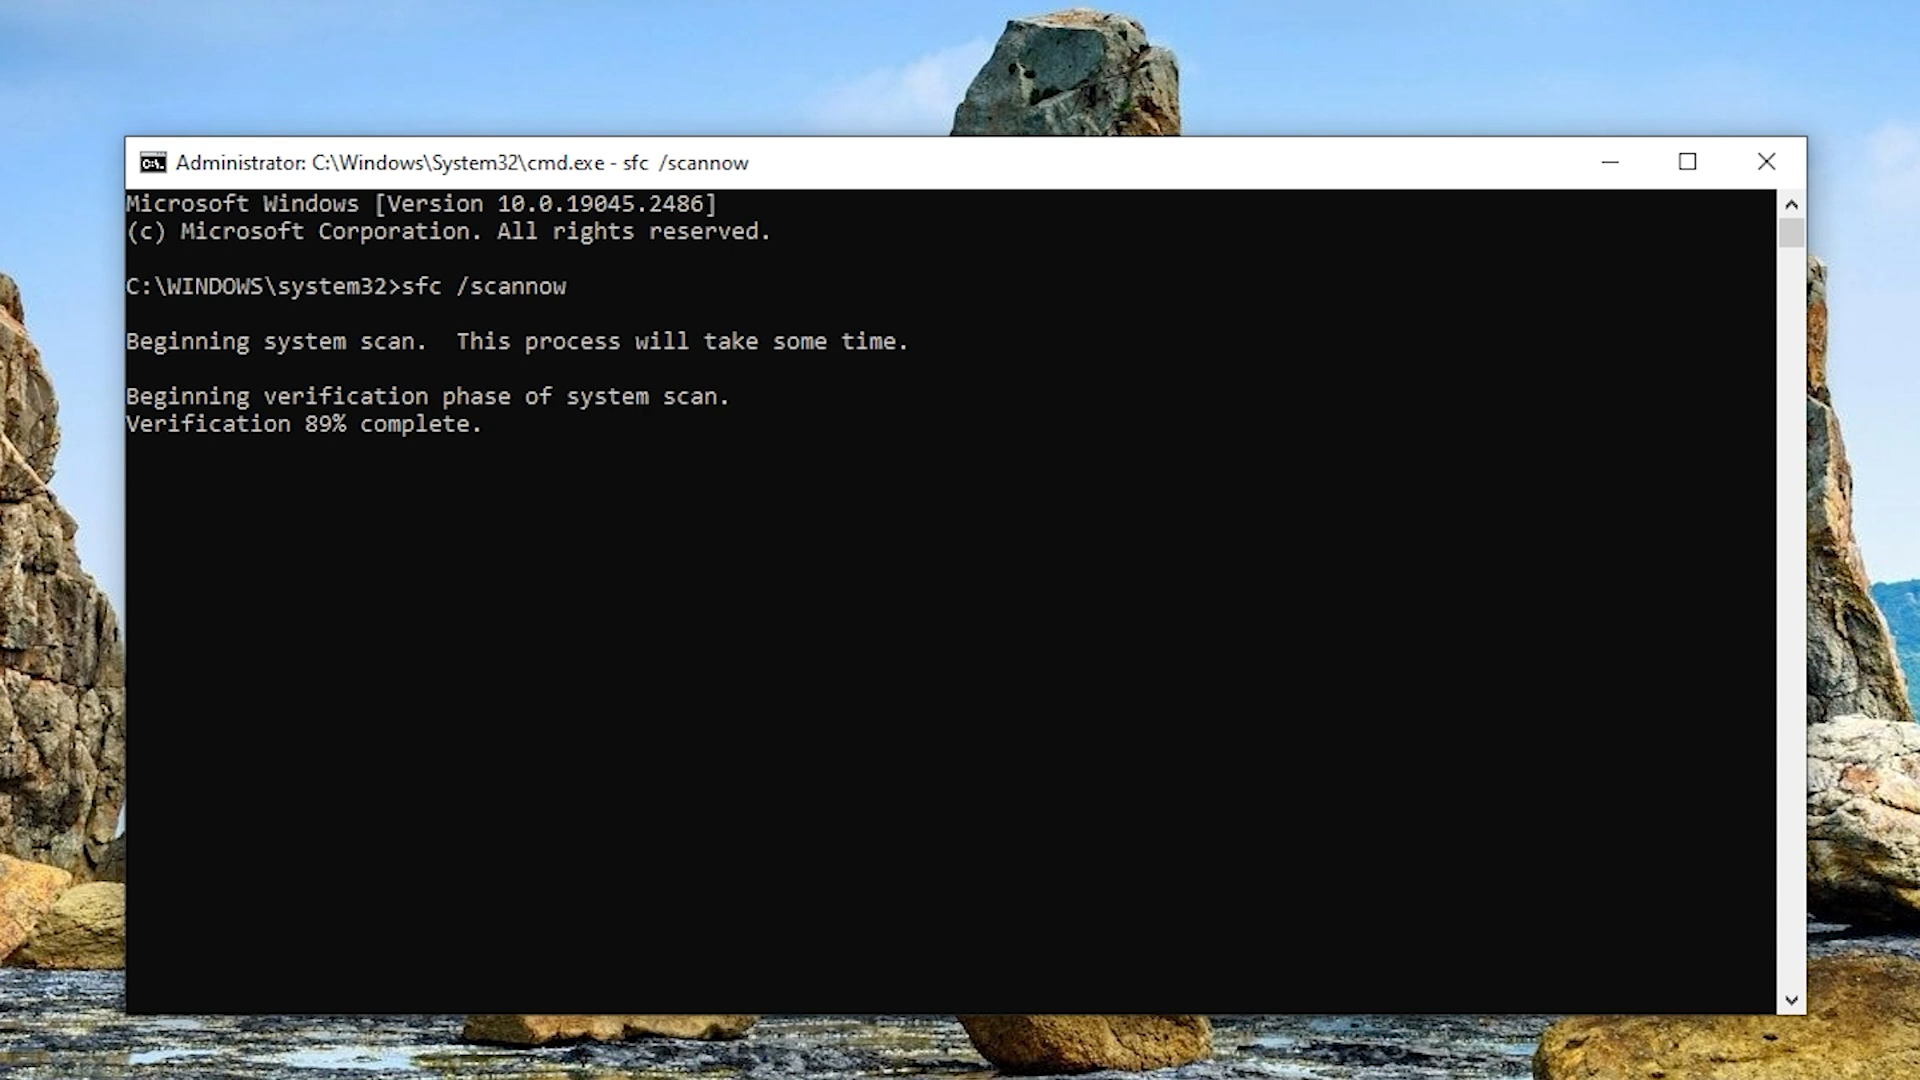 Administrator: C:\Windows\System32\cmd.exe - sfc  /scannow
Microsoft Windows [Version 10.0.19045.2486]
(c) Microsoft Corporation. All rights reserved.
C:\WINDOWS\system32>sfc /scannow
Beginning system scan.  This process will take some time.
Beginning verification phase of system scan.
Verification 89% complete.